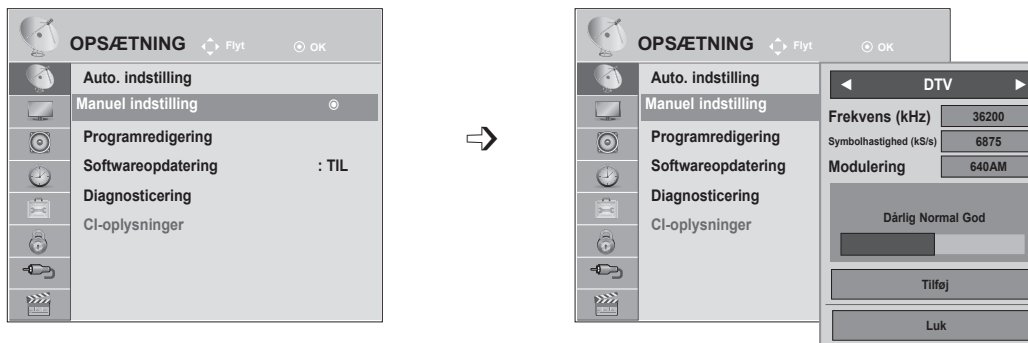 OPSÆTNING Flyt OK
Auto. indstilling
Manuel indstilling
Programredigering
Softwareopdatering : TIL
Diagnosticering
CI-oplysninger
OPSÆTNING Flyt OK
Auto. indstilling
Manuel indstilling
Programredigering
Softwareopdatering
Diagnosticering
CI-oplysninger
◀ DTV ▶
Frekvens (kHz) 36200
Symbolhastighed (kS/s) 6875
Modulering 640AM
Dårlig Normal God
Tilføj
Luk